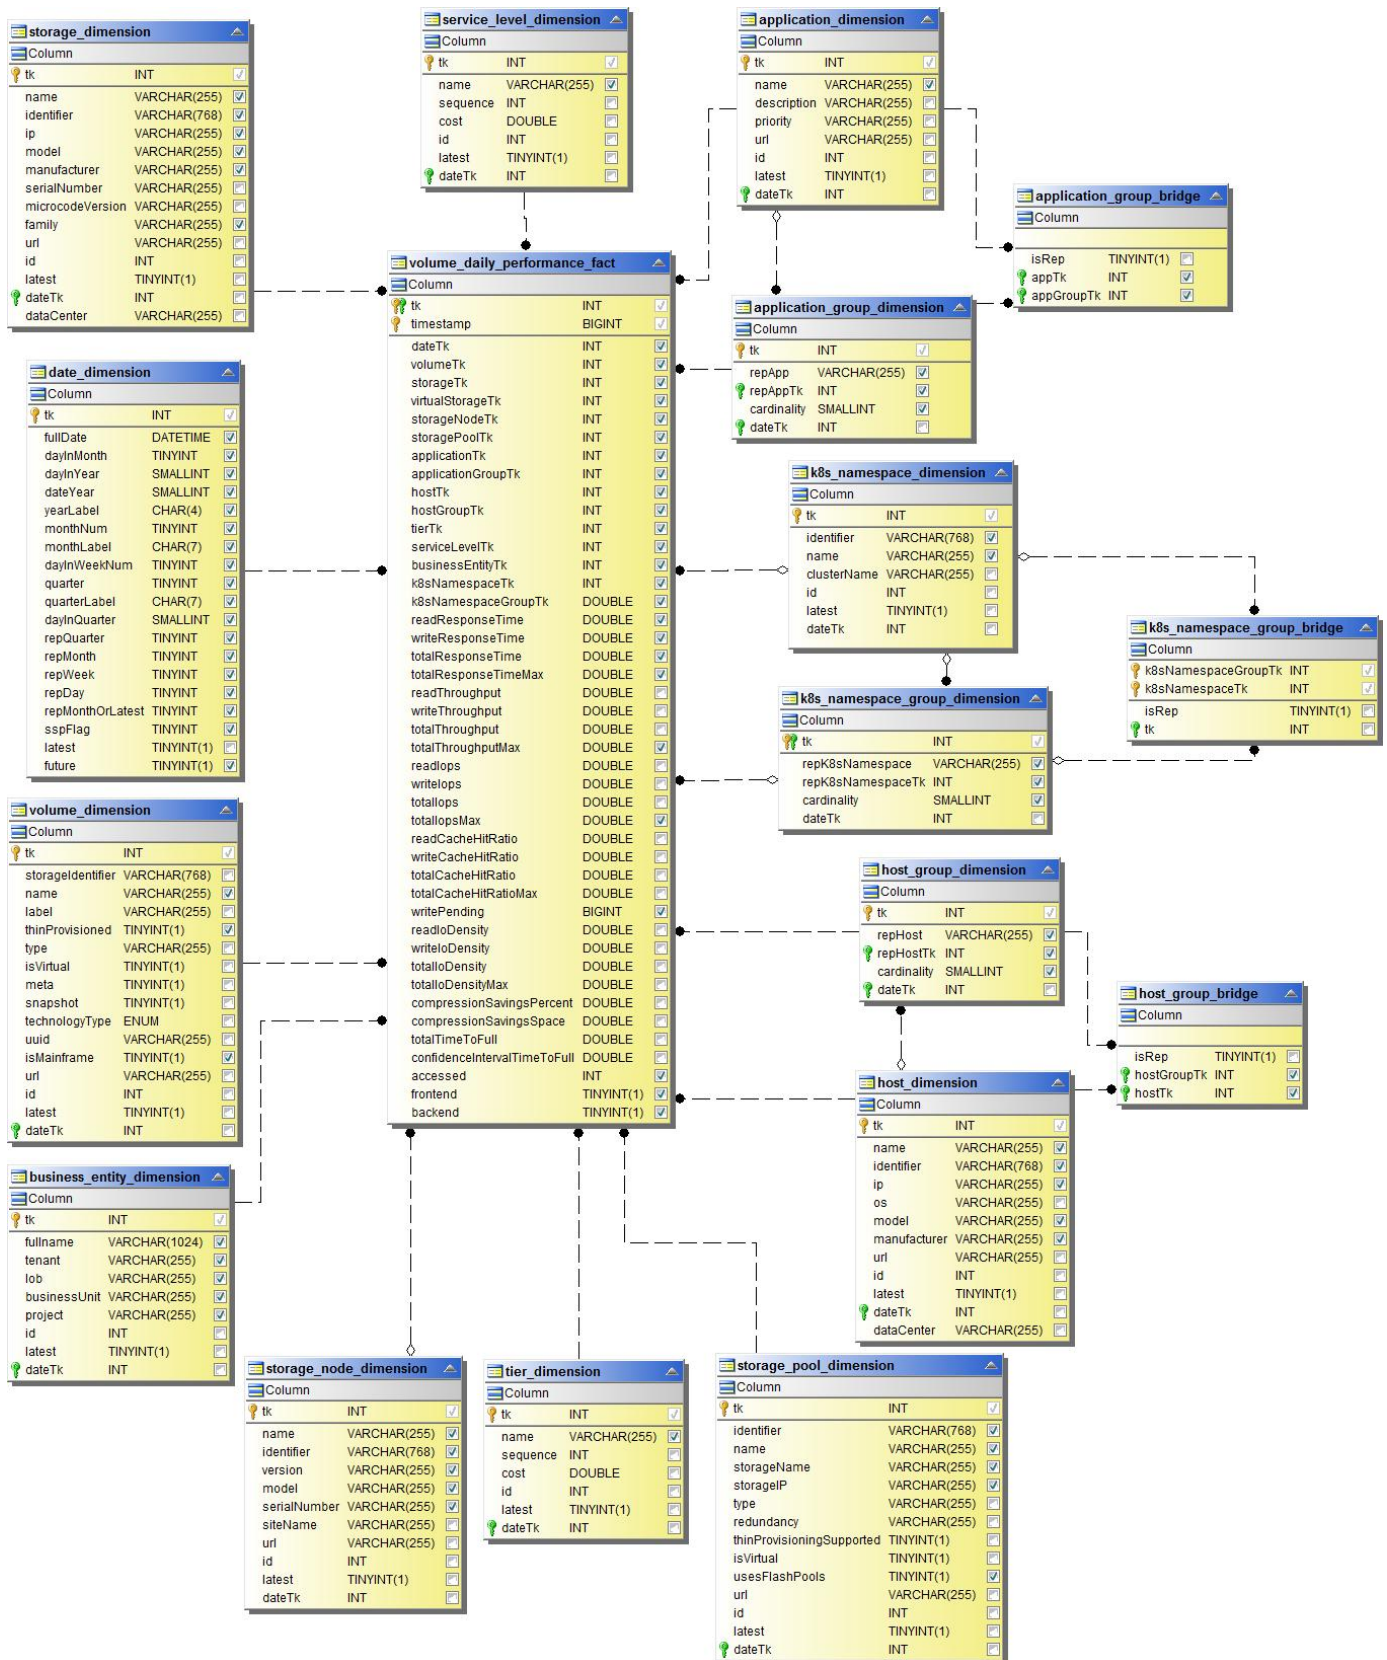 storage_dimension
Column
tk INT
name VARCHAR(255)
identifier VARCHAR(768)
ip VARCHAR(255)
model VARCHAR(255)
manufacturer VARCHAR(255)
serialNumber VARCHAR(255)
microcodeVersion VARCHAR(255)
family VARCHAR(255)
url VARCHAR(255)
id INT
latest TINYINT(1)
dateTk INT
dataCenter VARCHAR(255)
service_level_dimension
Column
tk INT
name VARCHAR(255)
sequence INT
cost DOUBLE
id INT
latest TINYINT(1)
dateTk INT
application_dimension
Column
tk INT
name VARCHAR(255)
description VARCHAR(255)
priority VARCHAR(255)
url VARCHAR(255)
id INT
latest TINYINT(1)
dateTk INT
application_group_bridge
Column
isRep TINYINT(1)
appTk INT
appGroupTk INT
volume_daily_performance_fact
Column
tk INT
timestamp BIGINT
dateTk INT
volumeTk INT
storageTk INT
virtualStorageTk INT
storageNodeTk INT
storagePoolTk INT
applicationTk INT
applicationGroupTk INT
hostTk INT
hostGroupTk INT
tierTk INT
serviceLevelTk INT
businessEntityTk INT
k8sNamespaceTk INT
k8sNamespaceGroupTk DOUBLE
readResponseTime DOUBLE
writeResponseTime DOUBLE
totalResponseTime DOUBLE
totalResponseTimeMax DOUBLE
readThroughput DOUBLE
writeThroughput DOUBLE
totalThroughput DOUBLE
totalThroughputMax DOUBLE
readIops DOUBLE
writeIops DOUBLE
totalIops DOUBLE
totalIopsMax DOUBLE
readCacheHitRatio DOUBLE
writeCacheHitRatio DOUBLE
totalCacheHitRatio DOUBLE
totalCacheHitRatioMax DOUBLE
writePending BIGINT
readIoDensity DOUBLE
writeIoDensity DOUBLE
totalIoDensity DOUBLE
totalIoDensityMax DOUBLE
compressionSavingsPercent DOUBLE
compressionSavingsSpace DOUBLE
totalTimeToFull DOUBLE
confidenceIntervalTimeToFull DOUBLE
accessed INT
frontend TINYINT(1)
backend TINYINT(1)
application_group_dimension
Column
tk INT
repApp VARCHAR(255)
repAppTk INT
cardinality SMALLINT
dateTk INT
date_dimension
Column
tk INT
fullDate DATETIME
dayInMonth TINYINT
dayInYear SMALLINT
dateYear SMALLINT
yearLabel CHAR(4)
monthNum TINYINT
monthLabel CHAR(7)
dayInWeekNum TINYINT
quarter TINYINT
quarterLabel CHAR(7)
dayInQuarter SMALLINT
repQuarter TINYINT
repMonth TINYINT
repWeek TINYINT
repDay TINYINT
repMonthOrLatest TINYINT
sspFlag TINYINT
latest TINYINT(1)
future TINYINT(1)
k8s_namespace_dimension
Column
tk INT
identifier VARCHAR(768)
name VARCHAR(255)
clusterName VARCHAR(255)
id INT
latest TINYINT(1)
dateTk INT
k8s_namespace_group_bridge
Column
k8sNamespaceGroupTk INT
k8sNamespaceTk INT
isRep TINYINT(1)
tk INT
k8s_namespace_group_dimension
Column
tk INT
repK8sNamespace VARCHAR(255)
repK8sNamespaceTk INT
cardinality SMALLINT
dateTk INT
volume_dimension
Column
tk INT
storageIdentifier VARCHAR(768)
name VARCHAR(255)
label VARCHAR(255)
thinProvisioned TINYINT(1)
type VARCHAR(255)
isVirtual TINYINT(1)
meta TINYINT(1)
snapshot TINYINT(1)
technologyType ENUM
uuid VARCHAR(255)
isMainframe TINYINT(1)
url VARCHAR(255)
id INT
latest TINYINT(1)
dateTk INT
host_group_dimension
Column
tk INT
repHost VARCHAR(255)
repHostTk INT
cardinality SMALLINT
dateTk INT
host_group_bridge
Column
isRep TINYINT(1)
hostGroupTk INT
hostTk INT
host_dimension
Column
tk INT
name VARCHAR(255)
identifier VARCHAR(768)
ip VARCHAR(255)
os VARCHAR(255)
model VARCHAR(255)
manufacturer VARCHAR(255)
url VARCHAR(255)
id INT
latest TINYINT(1)
dateTk INT
dataCenter VARCHAR(255)
business_entity_dimension
Column
tk INT
fullname VARCHAR(1024)
tenant VARCHAR(255)
lob VARCHAR(255)
businessUnit VARCHAR(255)
project VARCHAR(255)
id INT
latest TINYINT(1)
dateTk INT
storage_node_dimension
Column
tk INT
name VARCHAR(255)
identifier VARCHAR(768)
version VARCHAR(255)
model VARCHAR(255)
serialNumber VARCHAR(255)
siteName VARCHAR(255)
url VARCHAR(255)
id INT
latest TINYINT(1)
dateTk INT
tier_dimension
Column
tk INT
name VARCHAR(255)
sequence INT
cost DOUBLE
id INT
latest TINYINT(1)
dateTk INT
storage_pool_dimension
Column
tk INT
identifier VARCHAR(768)
name VARCHAR(255)
storageName VARCHAR(255)
storageIP VARCHAR(255)
type VARCHAR(255)
redundancy VARCHAR(255)
thinProvisioningSupported TINYINT(1)
isVirtual TINYINT(1)
usesFlashPools TINYINT(1)
url VARCHAR(255)
id INT
latest TINYINT(1)
dateTk INT